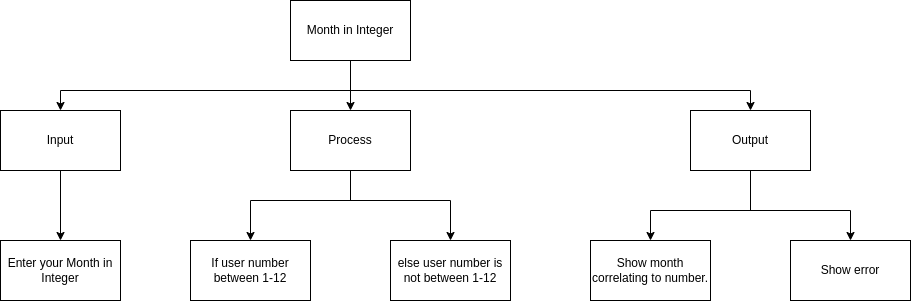 Month in Integer
Input
Process
Output
Enter your Month in
Integer
If user number
between 1-12
else user number is
not between 1-12
Show month
correlating to number.
Show error